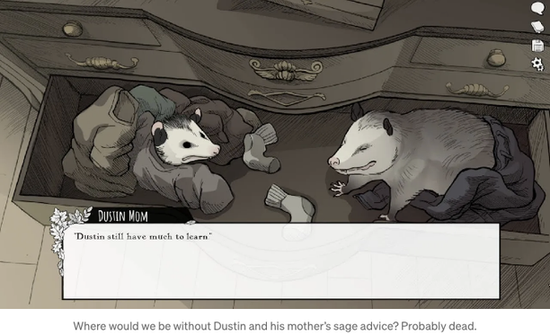 DUSTIN MOM
"Dustin still have much to learn."
Where would we be without Dustin and his mother's sage advice? Probably dead.